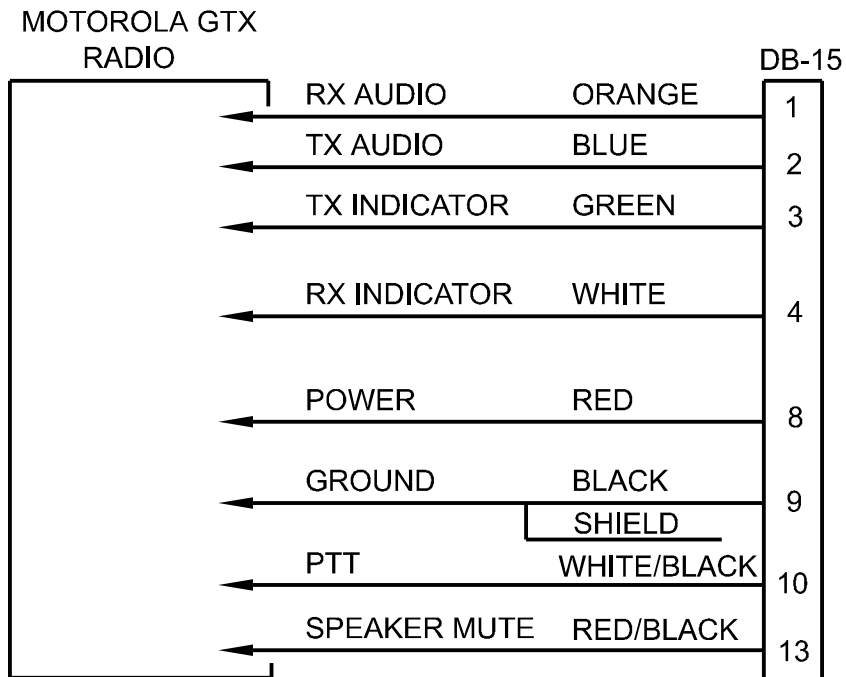 MOTOROLA GTX
RADIO
DB-15
RX AUDIO ORANGE 1
TX AUDIO BLUE 2
TX INDICATOR GREEN 3
RX INDICATOR WHITE 4
POWER RED 8
GROUND BLACK 9
SHIELD
PTT WHITE/BLACK 10
SPEAKER MUTE RED/BLACK 13